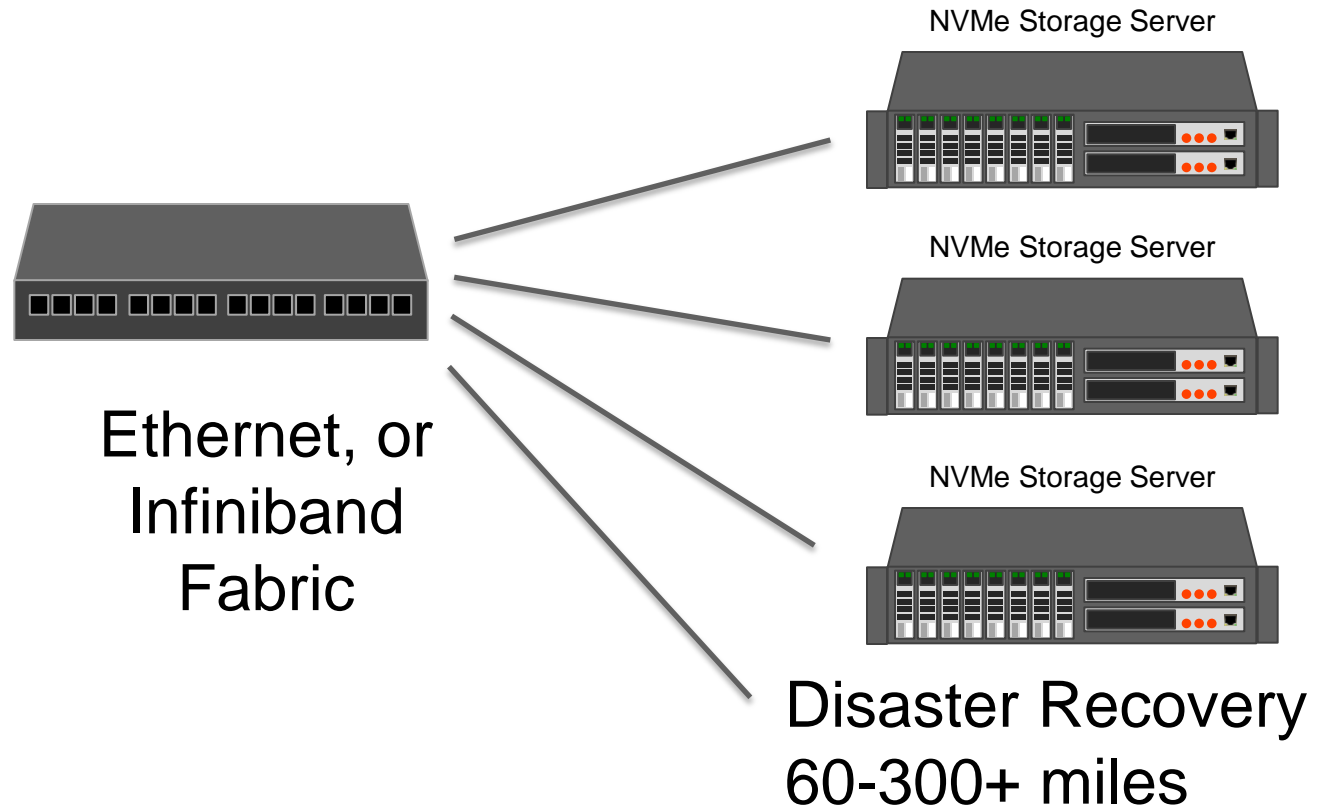 NVMe Storage Server
NVMe Storage Server
Ethernet, or
Infiniband
Fabric
NVMe Storage Server
Disaster Recovery
60-300+ miles